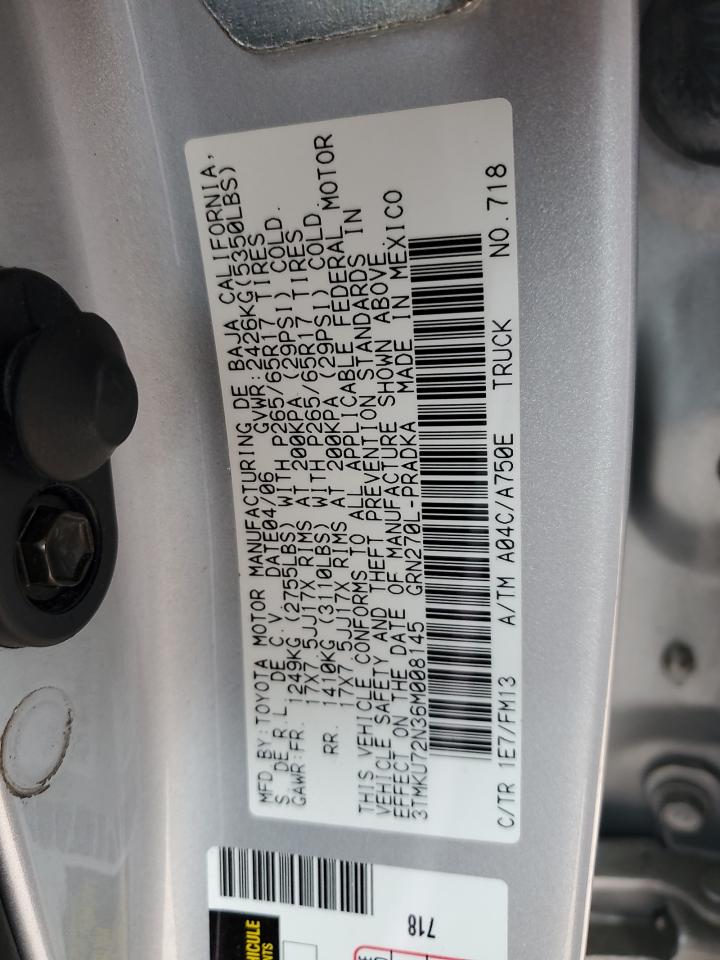 MFD BY:TOYOTA MOTOR MANUFACTURING DE BAJA CALIFORNIA,
S. DE R.L. DE C.V. DATE04/06 GVWR:2426KG(5350LBS)
GAWR:FR. 1249KG (2755LBS) WITH P265/65R17 TIRES
17X7.5JJ17X RIMS AT 200KPA (29PSI) COLD.
RR. 1410KG (3110LBS) WITH P265/65R17 TIRES
17X7.5JJ17X RIMS AT 200KPA (29PSI) COLD.
THIS VEHICLE CONFORMS TO ALL APPLICABLE FEDERAL MOTOR
VEHICLE SAFETY AND THEFT PREVENTION STANDARDS IN
EFFECT ON THE DATE OF MANUFACTURE SHOWN ABOVE
3TMKU72N36M008145 GRN270L-PRADKA MADE IN MEXICO
C/TR 1E7/FM13 A/TM A04C/A750E TRUCK NO.718
718